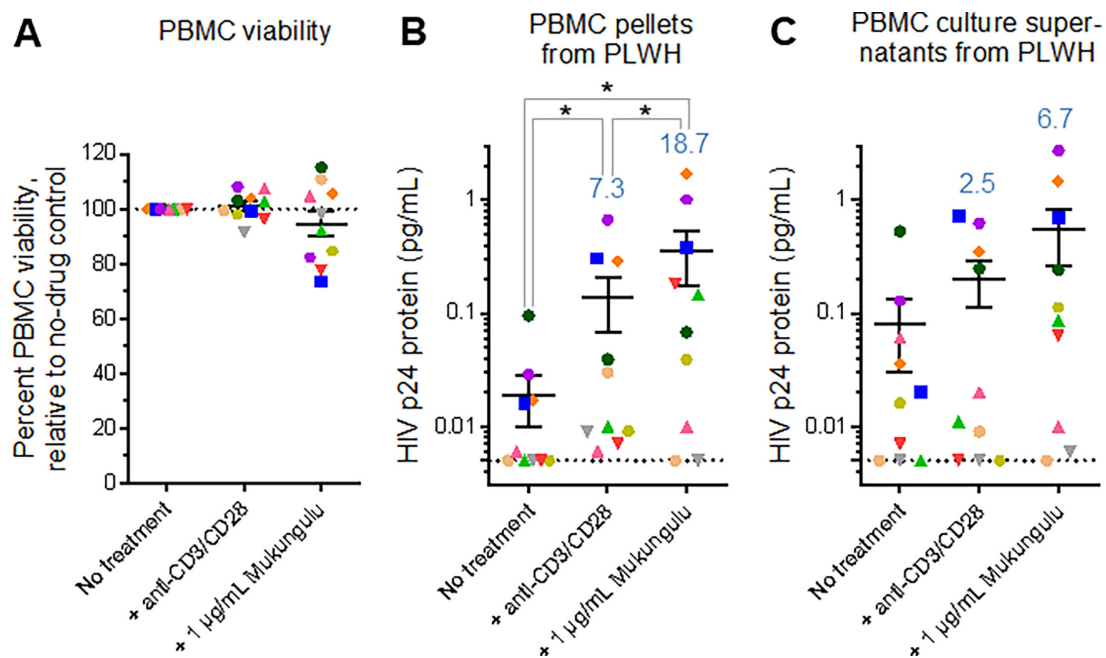 A
PBMC viability
Percent PBMC viability,
relative to no-drug control
120
100
80
60
40
20
0
No treatment
+ anti-CD3/CD28
+ 1 µg/mL Mukungulu
B
PBMC pellets
from PLWH
*
*
*
18.7
7.3
HIV p24 protein (pg/mL)
1
0.1
0.01
No treatment
+ anti-CD3/CD28
+ 1 µg/mL Mukungulu
C
PBMC culture super-
natants from PLWH
6.7
2.5
HIV p24 protein (pg/mL)
1
0.1
0.01
No treatment
+ anti-CD3/CD28
+ 1 µg/mL Mukungulu